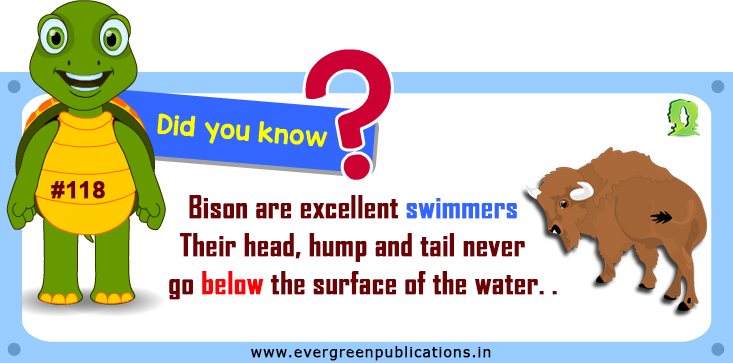 Did you know ?
#118
Bison are excellent swimmers
Their head, hump and tail never
go below the surface of the water. .
www.evergreenpublications.in